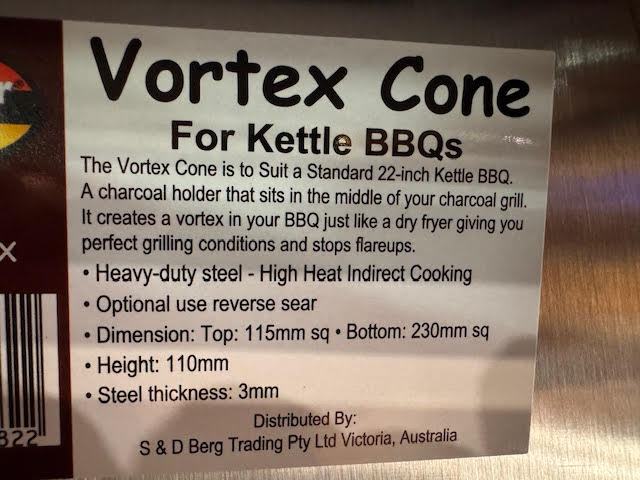 Vortex Cone
For Kettle BBQs
The Vortex Cone is to Suit a Standard 22-inch Kettle BBQ.
A charcoal holder that sits in the middle of your charcoal grill.
It creates a vortex in your BBQ just like a dry fryer giving you
perfect grilling conditions and stops flareups.
• Heavy-duty steel - High Heat Indirect Cooking
• Optional use reverse sear
• Dimension: Top: 115mm sq • Bottom: 230mm sq
• Height: 110mm
• Steel thickness: 3mm
Distributed By:
S & D Berg Trading Pty Ltd Victoria, Australia
x
822